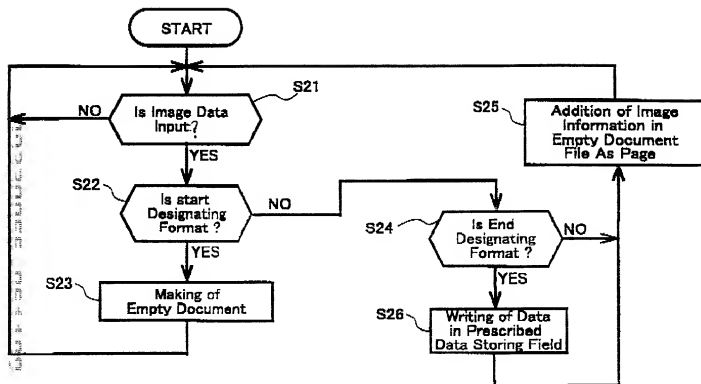 START
S21
NO
Is Image Data
Input?
YES
S22
Is start
Designating
Format ?
NO
YES
S23
Making of
Empty Document
S24
Is End
Designating
Format ?
NO
YES
S26
Writing of Data
in Prescribed
Data Storing Field
S25
Addition of Image
Information in
Empty Document
File As Page